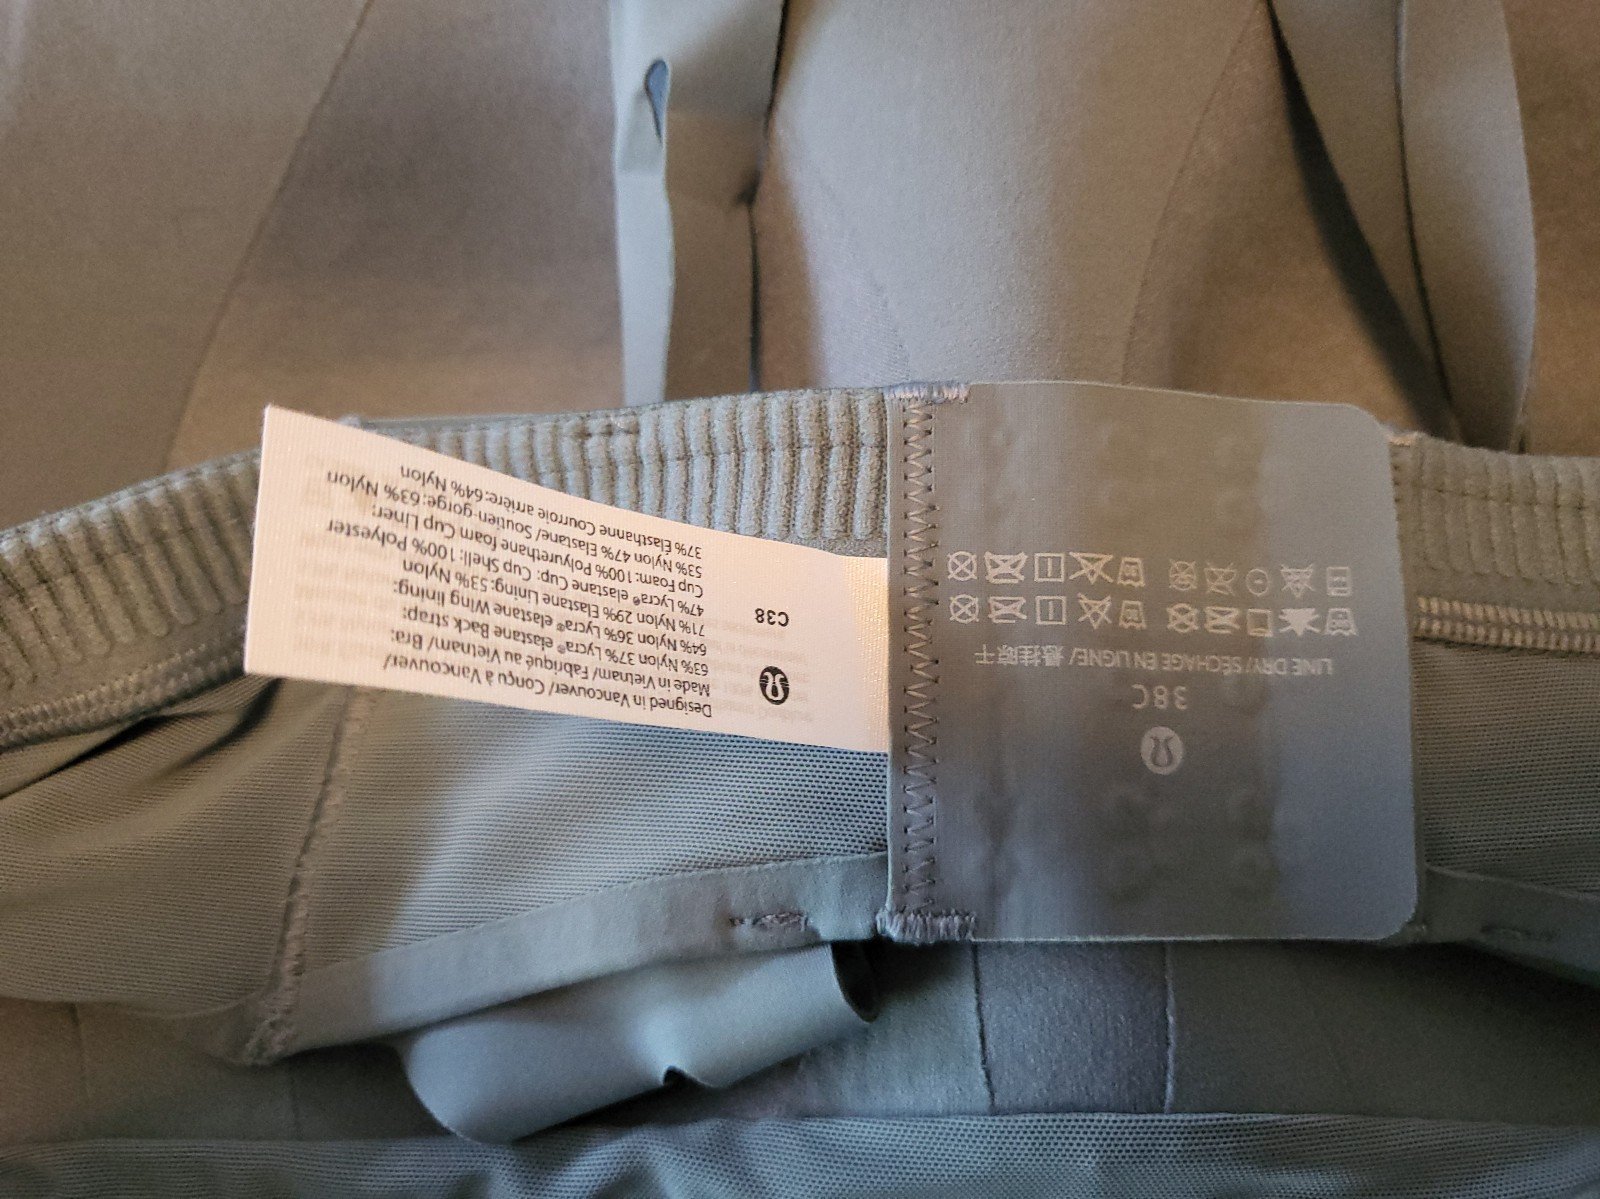 C38
Designed in Vancouver/ Conçu à Vancouver/
Made in Vietnam/ Fabriqué au Vietnam/ Bra:
63% Nylon 37% Lycra® elastane Back strap:
64% Nylon 36% Lycra® elastane Wing lining:
71% Nylon 29% Elastane Lining: 53% Nylon
47% Lycra® elastane Cup: Cup Shell: 100% Polyester
Cup Foam: 100% Polyurethane foam Cup Liner:
53% Nylon 47% Elastane/ Soutien-gorge: 63% Nylon
37% Élasthanne Courroie arrière: 64% Nylon
38C
LINE DRY/ SÉCHAGE EN LIGNE/ 悬挂晾干